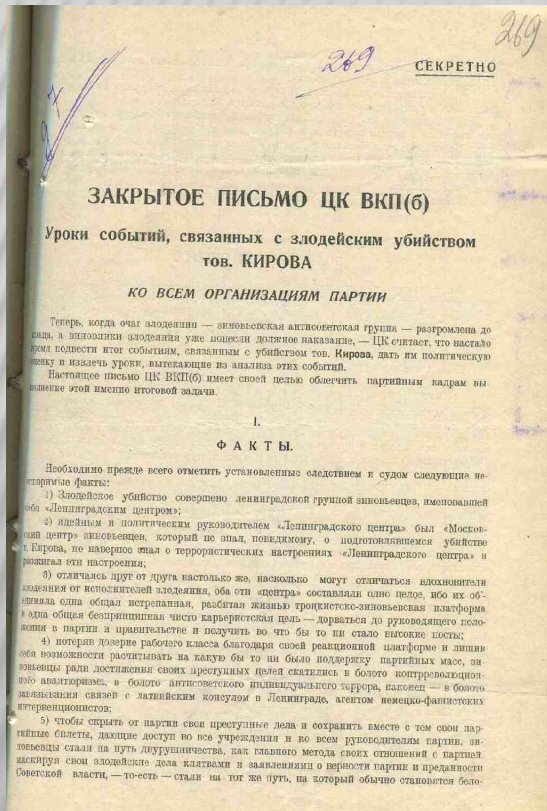 269
269
СЕКРЕТНО
ЗАКРЫТОЕ ПИСЬМО ЦК ВКП(б)
Уроки событий, связанных с злодейским убийством
тов. КИРОВА
КО ВСЕМ ОРГАНИЗАЦИЯМ ПАРТИИ
Теперь, когда очаг злодеяния — зиновьевская антисоветская группа — разгромлена до
конца, а виновники злодеяния уже понесли должное наказание, — ЦК считает, что настало
время подвести итог событиям, связанным с убийством тов. Кирова, дать им политическую
оценку и извлечь уроки, вытекающие из анализа этих событий.
Настоящее письмо ЦК ВКП(б) имеет своей целью облегчить партийным кадрам вы-
полнение этой именно итоговой задачи.
I.
ФАКТЫ.
Необходимо прежде всего отметить установленные следствием и судом следующие не-
оспоримые факты:
1) Злодейское убийство совершено ленинградской группой зиновьевцев, именовавшей
себя «Ленинградским центром»;
2) идейным и политическим руководителем «Ленинградского центра» был «Москов-
ский центр» зиновьевцев, который не знал, повидимому, о подготовлявшемся убийстве
т. Кирова, но наверное знал о террористических настроениях «Ленинградского центра» и
разжигал эти настроения;
3) отличаясь друг от друга настолько же, насколько могут отличаться вдохновители
злодеяния от исполнителей злодеяния, оба эти «центра» составляли одно целое, ибо их об'-
единяла одна общая истрепанная, разбитая жизнью троцкистско-зиновьевская платформа
и одна общая беспринципная чисто карьеристская цель — дорваться до руководящего поло-
жения в партии и правительстве и получить во что бы то ни стало высокие посты;
4) потеряв доверие рабочего класса благодаря своей реакционной платформе и лишив
себя возможности расчитывать на какую бы то ни было поддержку партийных масс, зи-
новьевцы ради достижения своих преступных целей скатились в болото контрреволюцион-
ного авантюризма, в болото антисоветского индивидуального террора, наконец — в болото
завязывания связей с латвийским консулом в Ленинграде, агентом немецко-фашистских
интервенционистов;
5) чтобы скрыть от партии свои преступные дела и сохранить вместе с тем свои пар-
тийные билеты, дающие доступ во все учреждения и ко всем руководителям партии, зи-
новьевцы стали на путь двурушничества, как главного метода своих отношений с партией
маскируя свои злодейские дела клятвами и заявлениями о верности партии и преданности
Советской власти, — то-есть — стали на тот же путь, на который обычно становятся бело-